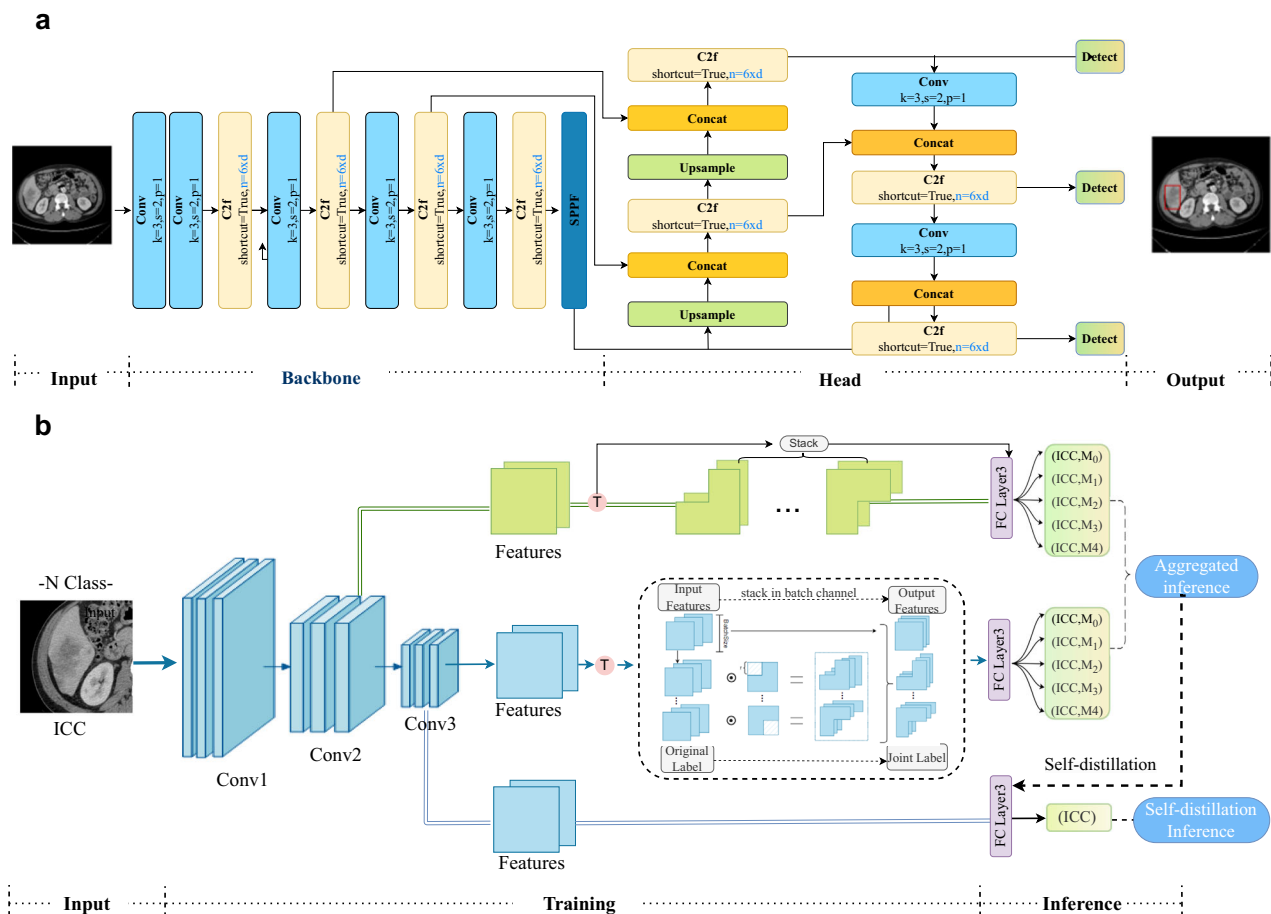 a
Conv
k=3,s=2,p=1
Conv
k=3,s=2,p=1
C2f
shortcut=True,n=6xd
Conv
k=3,s=2,p=1
C2f
shortcut=True,n=6xd
Conv
k=3,s=2,p=1
C2f
shortcut=True,n=6xd
Conv
k=3,s=2,p=1
C2f
shortcut=True,n=6xd
SPPF
C2f
shortcut=True,n=6xd
Concat
Upsample
C2f
shortcut=True,n=6xd
Concat
Upsample
Conv
k=3,s=2,p=1
Concat
C2f
shortcut=True,n=6xd
Conv
k=3,s=2,p=1
Concat
C2f
shortcut=True,n=6xd
Detect
Detect
Detect
Input
Backbone
Head
Output
b
-N Class-
Input
ICC
Conv1
Conv2
Conv3
Features
T
Stack
...
FC Layer3
(ICC,M0)
(ICC,M1)
(ICC,M2)
(ICC,M3)
(ICC,M4)
Features
T
Input
Features
stack in batch channel
Output
Features
BatchSize
Original
Label
Joint Label
FC Layer3
(ICC,M0)
(ICC,M1)
(ICC,M2)
(ICC,M3)
(ICC,M4)
Aggregated
inference
Self-distillation
Features
FC Layer3
(ICC)
Self-distillation
Inference
Input
Training
Inference